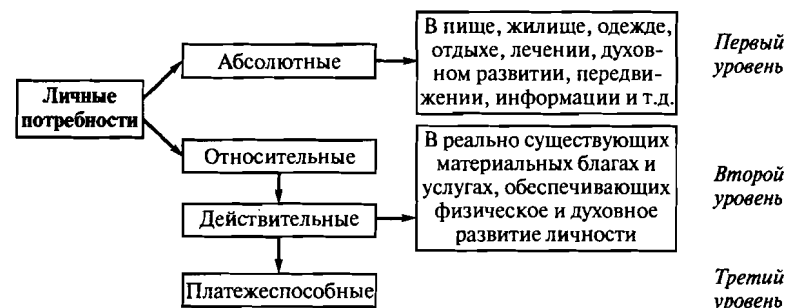 Личные
потребности
Абсолютные
В пище, жилище, одежде,
отдыхе, лечении, духов-
ном развитии, передви-
жении, информации и т.д.
Первый
уровень
Относительные
Действительные
В реально существующих
материальных благах и
услугах, обеспечивающих
физическое и духовное
развитие личности
Второй
уровень
Платежеспособные
Третий
уровень